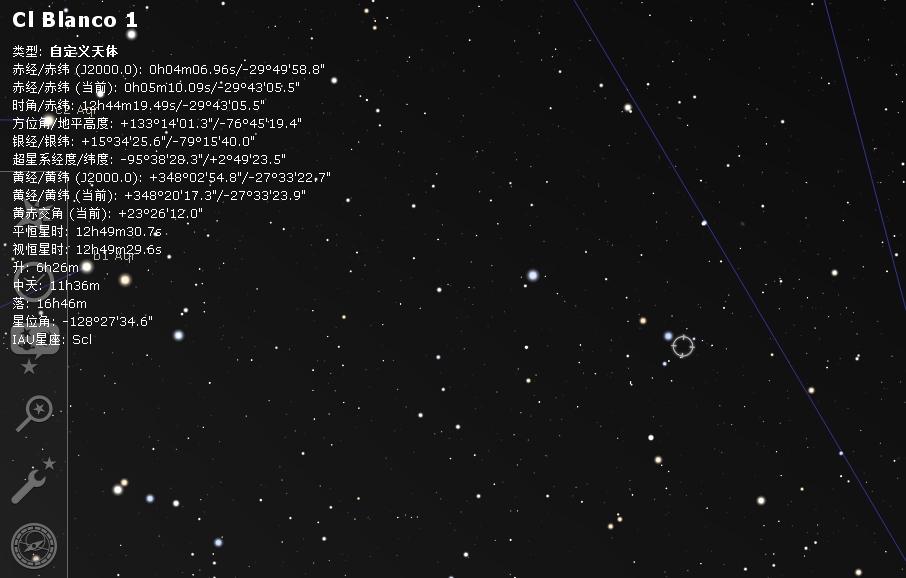 Cl Blanco 1
类型: 自定义天体
赤经/赤纬 (J2000.0): 0h04m06.96s/-29°49'58.8"
赤经/赤纬 (当前): 0h05m10.09s/-29°43'05.5"
时角/赤纬: 12h44m19.49s/-29°43'05.5"
c2 Aqr
方位角/地平高度: +133°14'01.3"/-76°45'19.4"
银经/银纬: +15°34'25.6"/-79°15'40.0"
超星系经度/纬度: -95°38'28.3"/+2°49'23.5"
黄经/黄纬 (J2000.0): +348°02'54.8"/-27°33'22.7"
黄经/黄纬 (当前): +348°20'17.3"/-27°33'23.9"
黄赤交角 (当前): +23°26'12.0"
平恒星时: 12h49m30.7s
视恒星时: 12h49m29.6s
b1 Aqr
升: 6h26m
中天: 11h36m
落: 16h46m
星位角: -128°27'34.6"
IAU星座: Scl